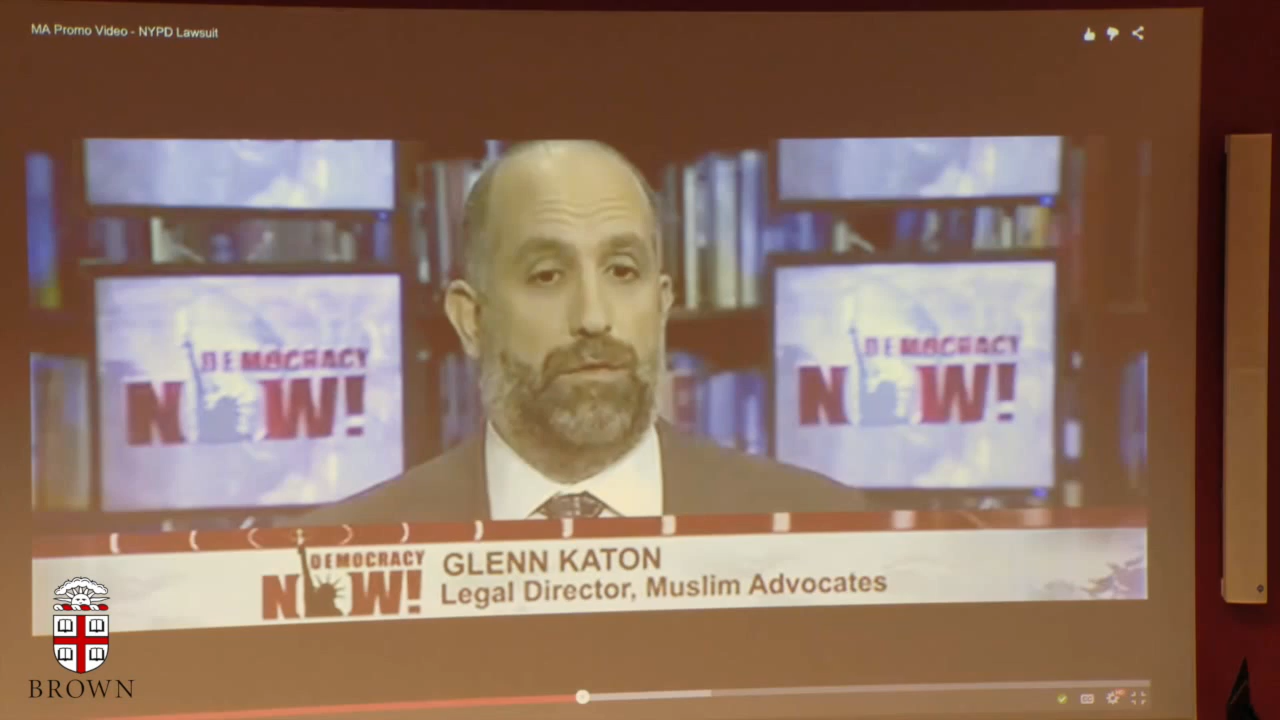 MA Promo Video - NYPD Lawsuit
DEMOCRACY
NOW!
DEMOCRACY
NOW!
DEMOCRACY
NOW!
GLENN KATON
Legal Director, Muslim Advocates
BROWN